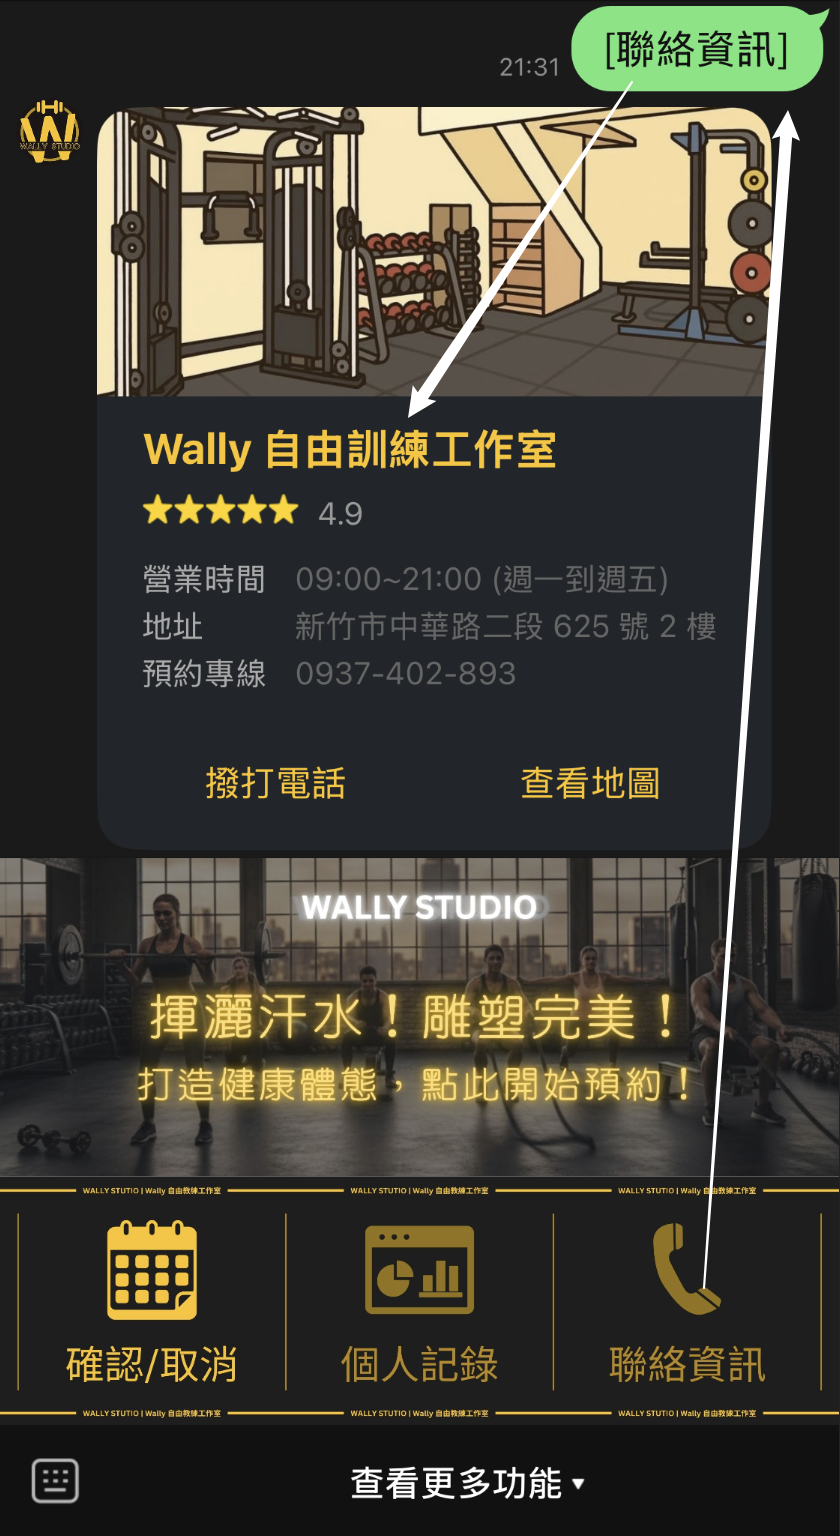 [聯絡資訊]
21:31
WALLY STUDIO
Wally 自由訓練工作室
4.9
營業時間 09:00~21:00 (週一到週五)
地址 新竹市中華路二段 625 號 2 樓
預約專線 0937-402-893
撥打電話 查看地圖
WALLY STUDIO
揮灑汗水！雕塑完美！
打造健康體態，點此開始預約！
WALLY STUTIO | Wally 自由教練工作室 WALLY STUTIO | Wally 自由教練工作室 WALLY STUTIO | Wally 自由教練工作室
確認/取消 個人記錄 聯絡資訊
WALLY STUTIO | Wally 自由教練工作室 WALLY STUTIO | Wally 自由教練工作室 WALLY STUTIO | Wally 自由教練工作室
查看更多功能 ▾